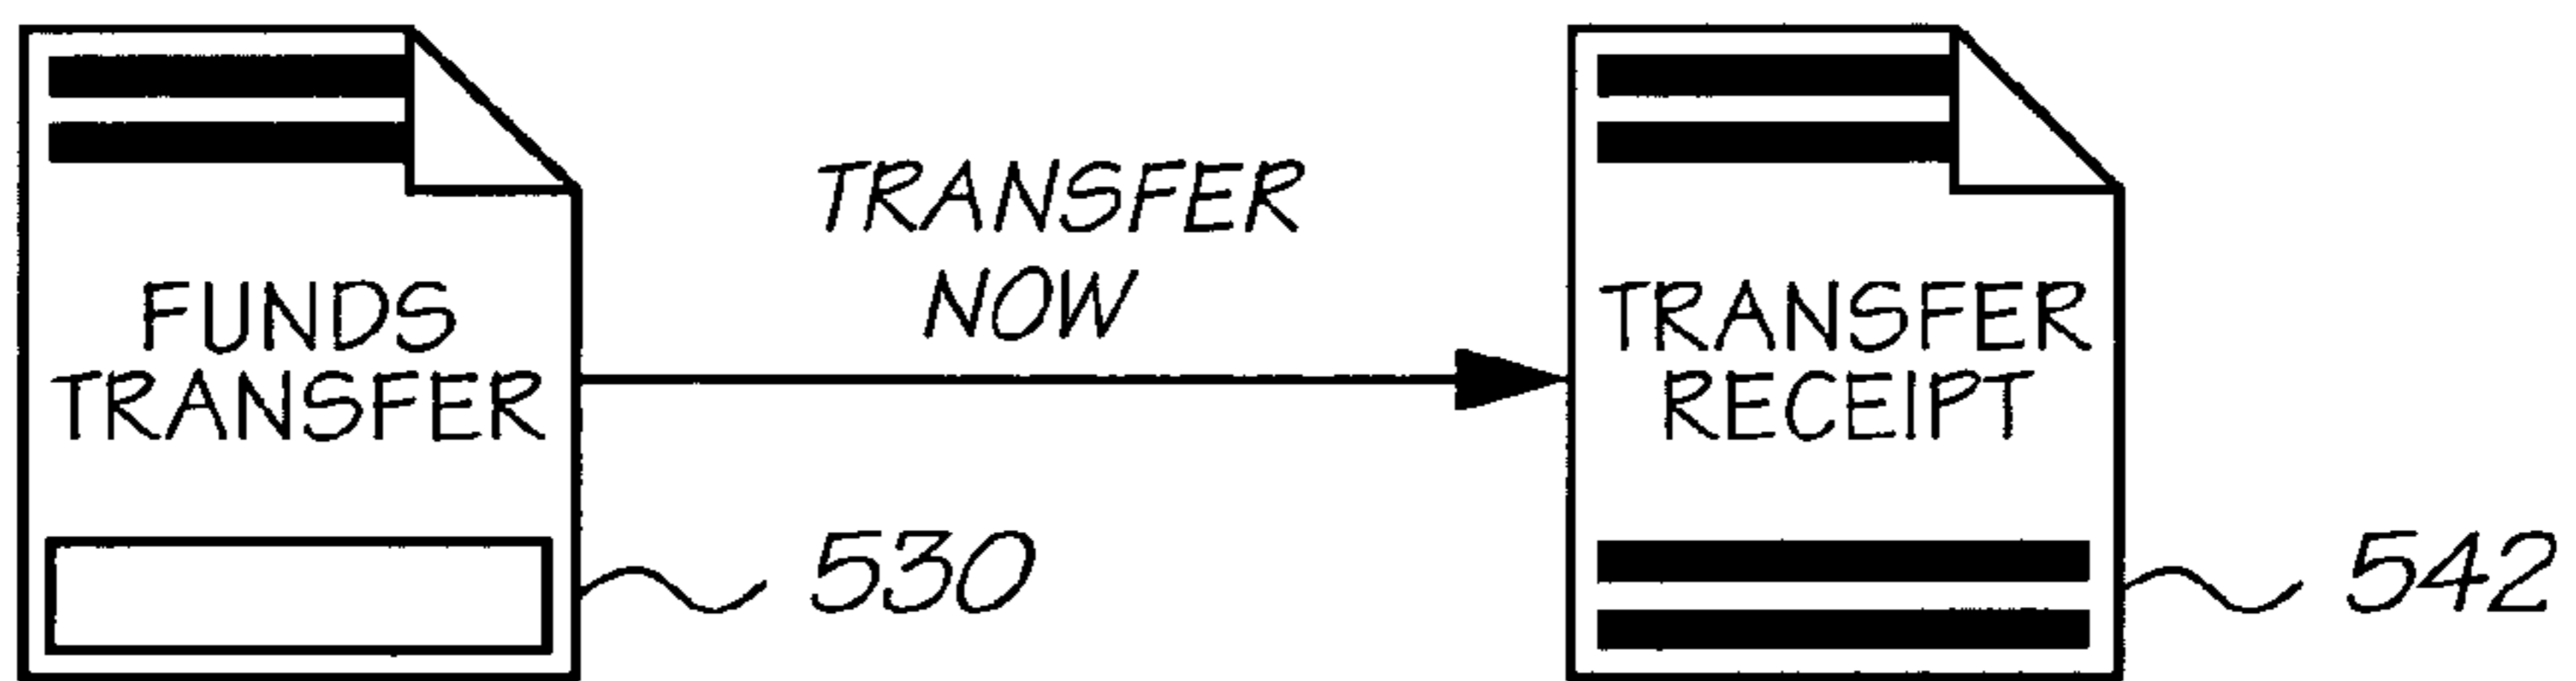 FUNDS
TRANSFER
TRANSFER
NOW
TRANSFER
RECEIPT
530
542